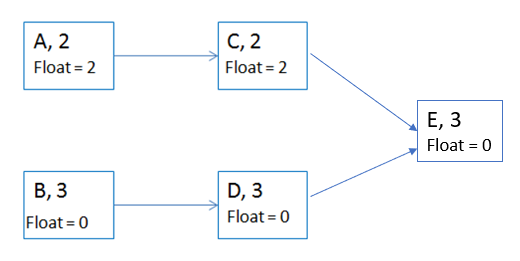 A, 2
Float = 2
C, 2
Float = 2
E, 3
Float = 0
B, 3
Float = 0
D, 3
Float = 0